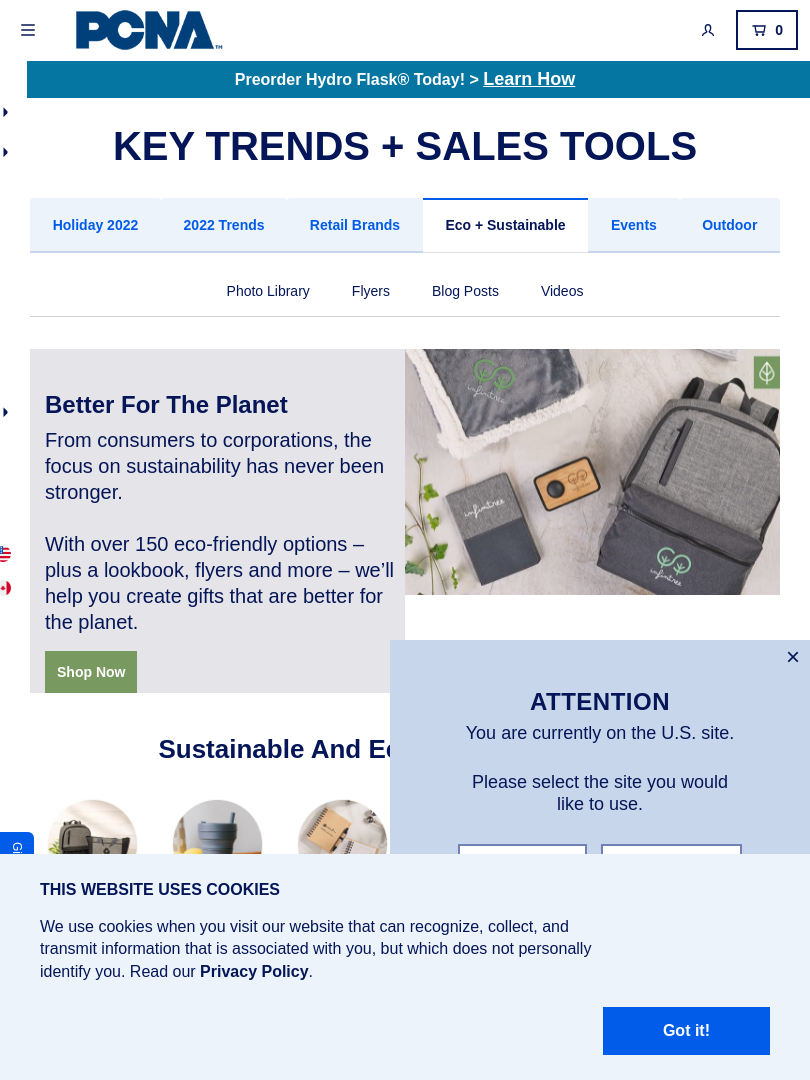 PCNA™
0
Preorder Hydro Flask® Today! > Learn How
KEY TRENDS + SALES TOOLS
Holiday 2022
2022 Trends
Retail Brands
Eco + Sustainable
Events
Outdoor
Photo Library
Flyers
Blog Posts
Videos
Better For The Planet
From consumers to corporations, the
focus on sustainability has never been
stronger.
With over 150 eco-friendly options –
plus a lookbook, flyers and more – we’ll
help you create gifts that are better for
the planet.
Shop Now
infinitree
infinitree
infinitree
Sustainable And
×
ATTENTION
You are currently on the U.S. site.
Please select the site you would
like to use.
THIS WEBSITE USES COOKIES
We use cookies when you visit our website that can recognize, collect, and
transmit information that is associated with you, but which does not personally
identify you. Read our Privacy Policy.
Got it!